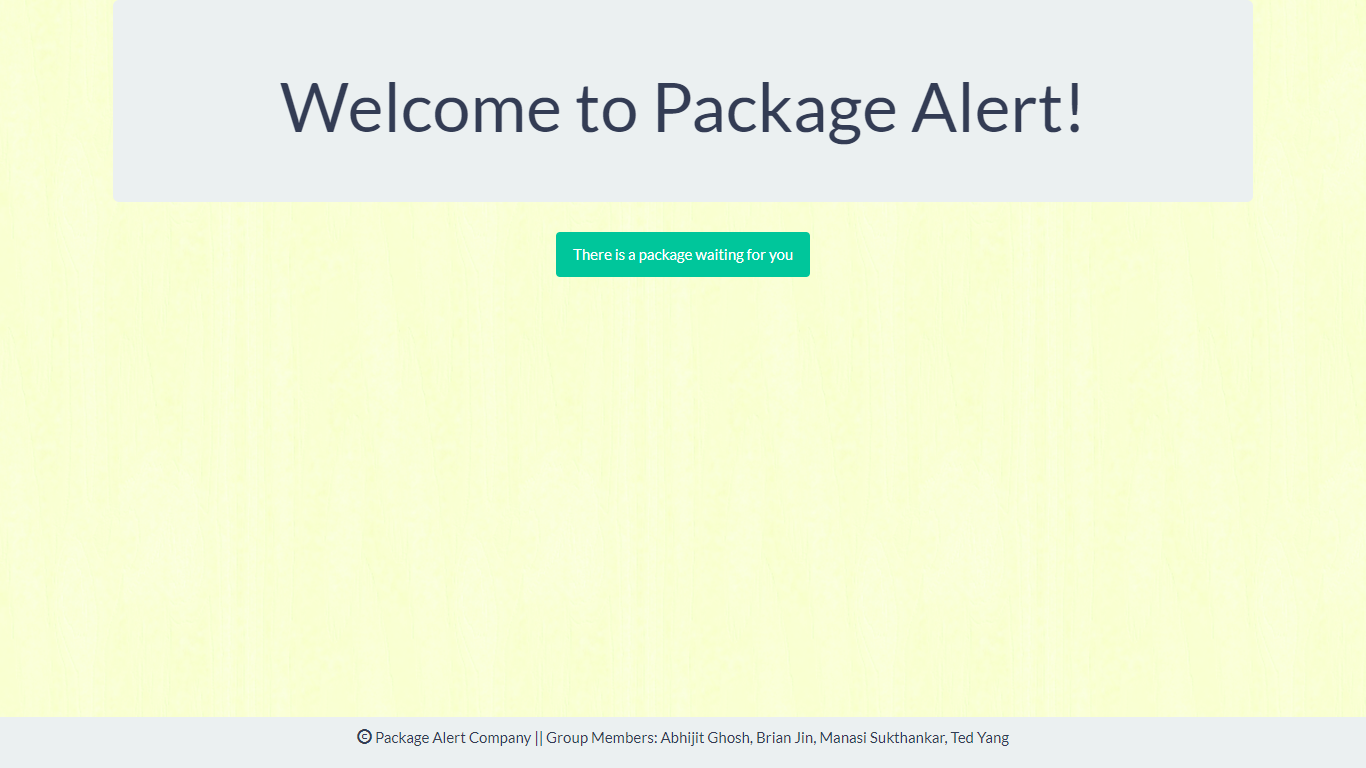 Welcome to Package Alert!
There is a package waiting for you
© Package Alert Company || Group Members: Abhijit Ghosh, Brian Jin, Manasi Sukthankar, Ted Yang